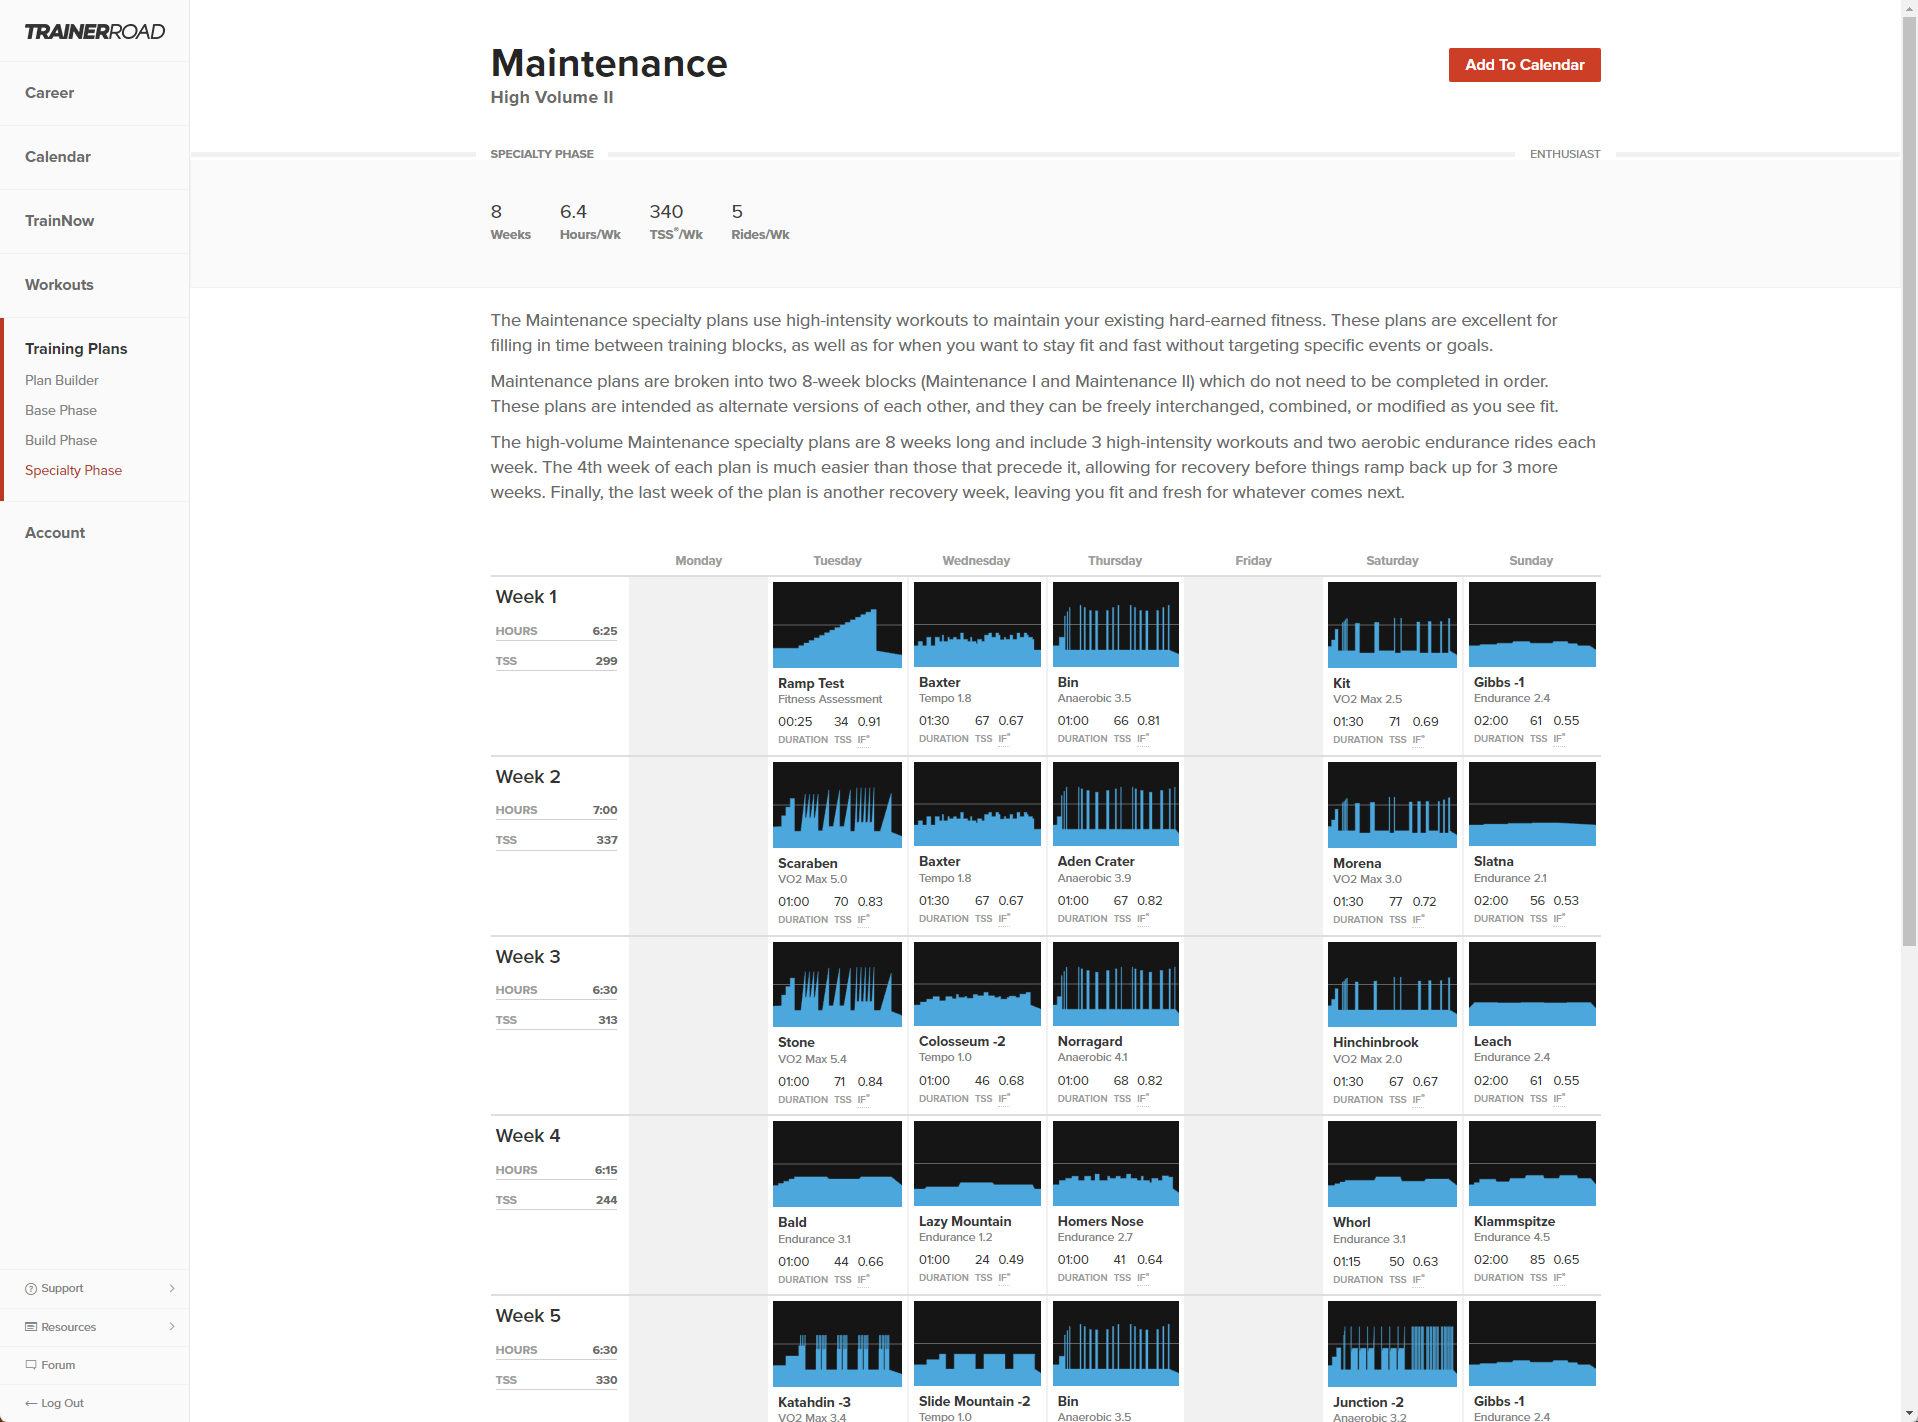 TRAINERROAD
Career
Calendar
TrainNow
Workouts
Training Plans
Plan Builder
Base Phase
Build Phase
Specialty Phase
Account
Support
Resources
Forum
Log Out
Maintenance
High Volume II
Add To Calendar
SPECIALTY PHASE
ENTHUSIAST
8 6.4 340 5
Weeks Hours/Wk TSS®/Wk Rides/Wk
The Maintenance specialty plans use high-intensity workouts to maintain your existing hard-earned fitness. These plans are excellent for
filling in time between training blocks, as well as for when you want to stay fit and fast without targeting specific events or goals.
Maintenance plans are broken into two 8-week blocks (Maintenance I and Maintenance II) which do not need to be completed in order.
These plans are intended as alternate versions of each other, and they can be freely interchanged, combined, or modified as you see fit.
The high-volume Maintenance specialty plans are 8 weeks long and include 3 high-intensity workouts and two aerobic endurance rides each
week. The 4th week of each plan is much easier than those that precede it, allowing for recovery before things ramp back up for 3 more
weeks. Finally, the last week of the plan is another recovery week, leaving you fit and fresh for whatever comes next.
Monday Tuesday Wednesday Thursday Friday Saturday Sunday
Week 1
HOURS 6:25
TSS 299
Ramp Test
Fitness Assessment
00:25 34 0.91
DURATION TSS IF®
Baxter
Tempo 1.8
01:30 67 0.67
DURATION TSS IF®
Bin
Anaerobic 3.5
01:00 66 0.81
DURATION TSS IF®
Kit
VO2 Max 2.5
01:30 71 0.69
DURATION TSS IF®
Gibbs -1
Endurance 2.4
02:00 61 0.55
DURATION TSS IF®
Week 2
HOURS 7:00
TSS 337
Scaraben
VO2 Max 5.0
01:00 70 0.83
DURATION TSS IF®
Baxter
Tempo 1.8
01:30 67 0.67
DURATION TSS IF®
Aden Crater
Anaerobic 3.9
01:00 67 0.82
DURATION TSS IF®
Morena
VO2 Max 3.0
01:30 77 0.72
DURATION TSS IF®
Slatna
Endurance 2.1
02:00 56 0.53
DURATION TSS IF®
Week 3
HOURS 6:30
TSS 313
Stone
VO2 Max 5.4
01:00 71 0.84
DURATION TSS IF®
Colosseum -2
Tempo 1.0
01:00 46 0.68
DURATION TSS IF®
Norragard
Anaerobic 4.1
01:00 68 0.82
DURATION TSS IF®
Hinchinbrook
VO2 Max 2.0
01:30 67 0.67
DURATION TSS IF®
Leach
Endurance 2.4
02:00 61 0.55
DURATION TSS IF®
Week 4
HOURS 6:15
TSS 244
Bald
Endurance 3.1
01:00 44 0.66
DURATION TSS IF®
Lazy Mountain
Endurance 1.2
01:00 24 0.49
DURATION TSS IF®
Homers Nose
Endurance 2.7
01:00 41 0.64
DURATION TSS IF®
Whorl
Endurance 3.1
01:15 50 0.63
DURATION TSS IF®
Klammspitze
Endurance 4.5
02:00 85 0.65
DURATION TSS IF®
Week 5
HOURS 6:30
TSS 330
Katahdin -3
VO2 Max 3.4
Slide Mountain -2
Tempo 1.0
Bin
Anaerobic 3.5
Junction -2
Anaerobic 3.2
Gibbs -1
Endurance 2.4